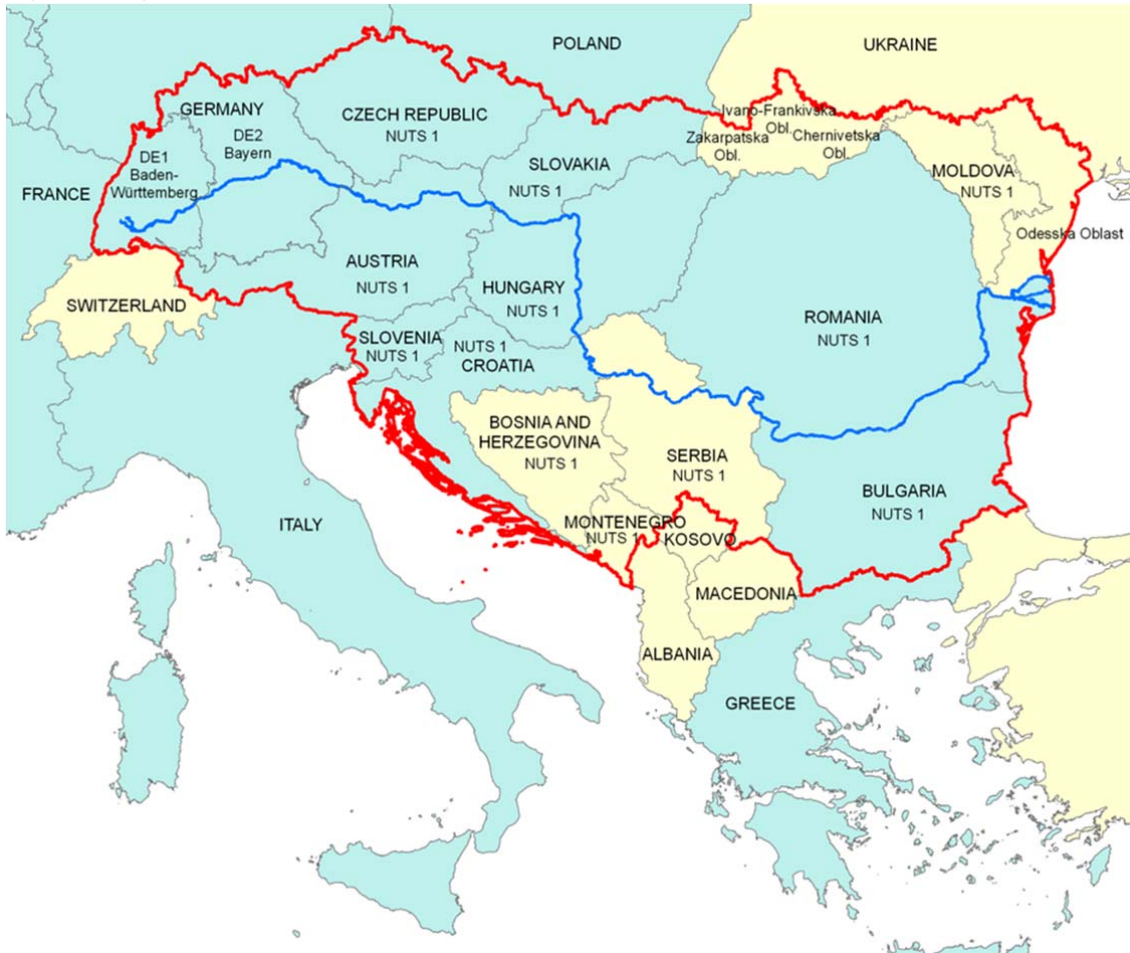 POLAND
UKRAINE
GERMANY
DE2
Bayern
CZECH REPUBLIC
NUTS 1
Ivano-Frankivska
Obl.
Zakarpatska
Obl.
Chernivetska
Obl.
DE1
Baden-
Württemberg
SLOVAKIA
NUTS 1
MOLDOVA
NUTS 1
FRANCE
Odesska Oblast
AUSTRIA
NUTS 1
HUNGARY
NUTS 1
SWITZERLAND
ROMANIA
NUTS 1
SLOVENIA
NUTS 1
NUTS 1
CROATIA
BOSNIA AND
HERZEGOVINA
NUTS 1
SERBIA
NUTS 1
BULGARIA
NUTS 1
ITALY
MONTENEGRO
NUTS 1
KOSOVO
MACEDONIA
ALBANIA
GREECE